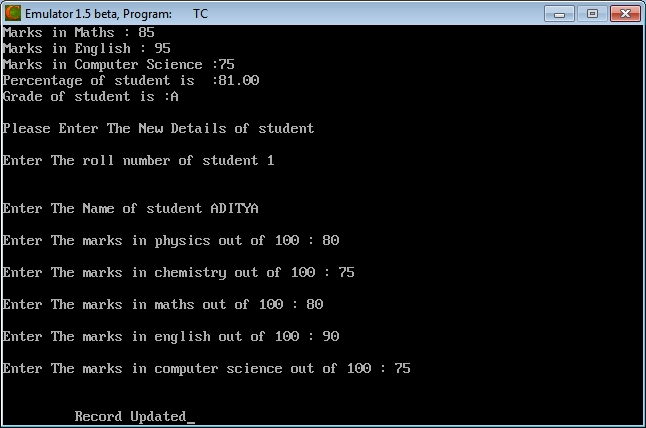 Emulator 1.5 beta, Program: TC
Marks in Maths : 85
Marks in English : 95
Marks in Computer Science :75
Percentage of student is  :81.00
Grade of student is :A
Please Enter The New Details of student
Enter The roll number of student 1
Enter The Name of student ADITYA
Enter The marks in physics out of 100 : 80
Enter The marks in chemistry out of 100 : 75
Enter The marks in maths out of 100 : 80
Enter The marks in english out of 100 : 90
Enter The marks in computer science out of 100 : 75
Record Updated_